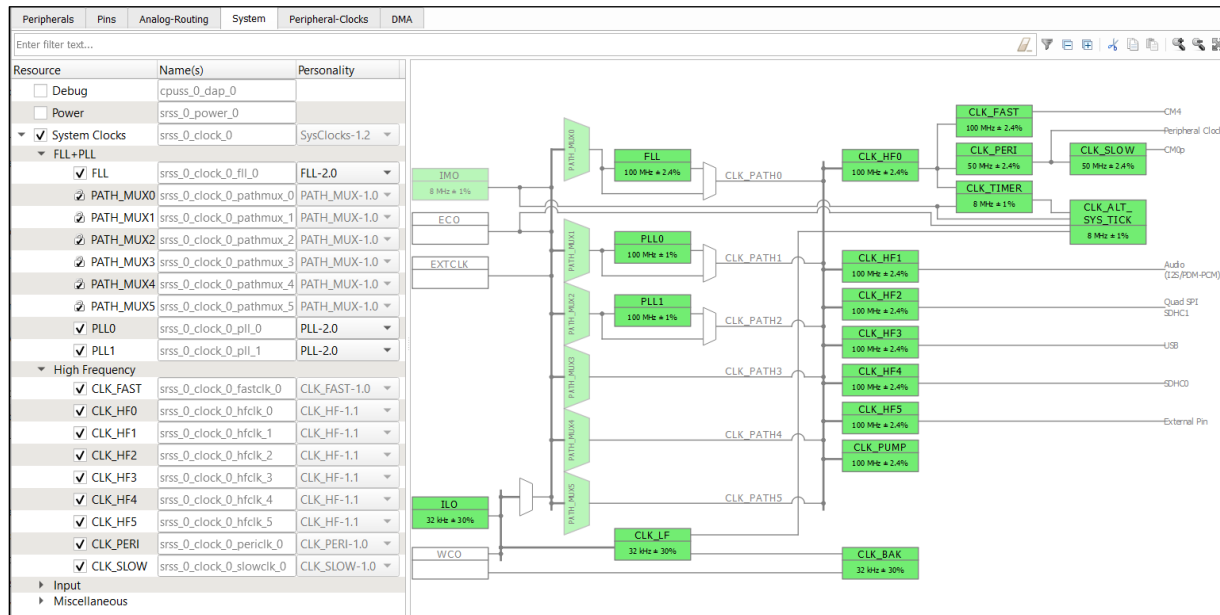 Peripherals Pins Analog-Routing System Peripheral-Clocks DMA
Enter filter text...
Resource Name(s) Personality
Debug cpuss_0_dap_0
Power srss_0_power_0
System Clocks srss_0_clock_0 SysClocks-1.2
FLL+PLL
FLL srss_0_clock_0_fll_0 FLL-2.0
PATH_MUX0 srss_0_clock_0_pathmux_0 PATH_MUX-1.0
PATH_MUX1 srss_0_clock_0_pathmux_1 PATH_MUX-1.0
PATH_MUX2 srss_0_clock_0_pathmux_2 PATH_MUX-1.0
PATH_MUX3 srss_0_clock_0_pathmux_3 PATH_MUX-1.0
PATH_MUX4 srss_0_clock_0_pathmux_4 PATH_MUX-1.0
PATH_MUX5 srss_0_clock_0_pathmux_5 PATH_MUX-1.0
PLL0 srss_0_clock_0_pll_0 PLL-2.0
PLL1 srss_0_clock_0_pll_1 PLL-2.0
High Frequency
CLK_FAST srss_0_clock_0_fastclk_0 CLK_FAST-1.0
CLK_HF0 srss_0_clock_0_hfclk_0 CLK_HF-1.1
CLK_HF1 srss_0_clock_0_hfclk_1 CLK_HF-1.1
CLK_HF2 srss_0_clock_0_hfclk_2 CLK_HF-1.1
CLK_HF3 srss_0_clock_0_hfclk_3 CLK_HF-1.1
CLK_HF4 srss_0_clock_0_hfclk_4 CLK_HF-1.1
CLK_HF5 srss_0_clock_0_hfclk_5 CLK_HF-1.1
CLK_PERI srss_0_clock_0_periclk_0 CLK_PERI-1.0
CLK_SLOW srss_0_clock_0_slowclk_0 CLK_SLOW-1.0
Input
Miscellaneous
IMO
8 MHz ± 1%
ECO
EXTCLK
ILO
32 kHz ± 30%
WCO
PATH_MUX0
PATH_MUX1
PATH_MUX2
PATH_MUX3
PATH_MUX4
PATH_MUX5
FLL
100 MHz ± 2.4%
PLL0
100 MHz ± 1%
PLL1
100 MHz ± 1%
CLK_LF
32 kHz ± 30%
CLK_PATH0
CLK_PATH1
CLK_PATH2
CLK_PATH3
CLK_PATH4
CLK_PATH5
CLK_HF0
100 MHz ± 2.4%
CLK_HF1
100 MHz ± 2.4%
CLK_HF2
100 MHz ± 2.4%
CLK_HF3
100 MHz ± 2.4%
CLK_HF4
100 MHz ± 2.4%
CLK_HF5
100 MHz ± 2.4%
CLK_PUMP
100 MHz ± 2.4%
CLK_BAK
32 kHz ± 30%
CLK_FAST
100 MHz ± 2.4%
CLK_PERI
50 MHz ± 2.4%
CLK_TIMER
8 MHz ± 1%
CLK_SLOW
50 MHz ± 2.4%
CLK_ALT_
SYS_TICK
8 MHz ± 1%
CM4
Peripheral Clock
CM0p
Audio
(I2S/PDM-PCM)
Quad SPI
SDHC1
USB
SDHC0
External Pin